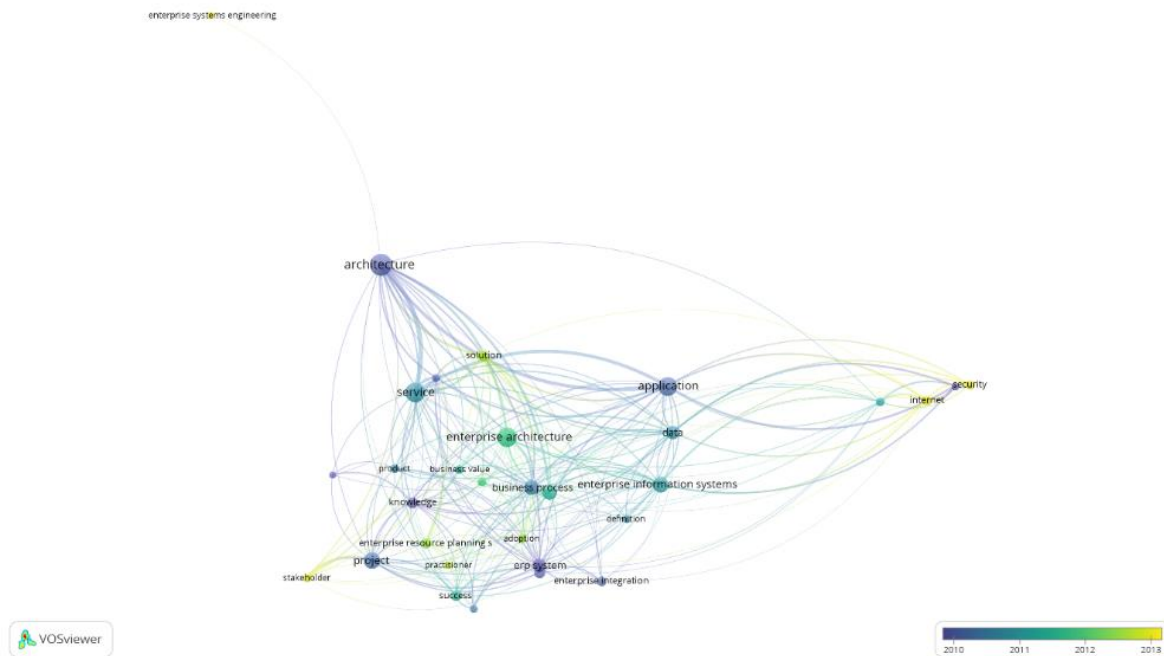 enterprise systems engineering
architecture
solution
service
application
security
internet
enterprise architecture
data
product
business value
business process
enterprise information systems
knowledge
definition
adoption
enterprise resource planning s
project
practitioner
erp system
stakeholder
enterprise integration
success
VOSviewer
2010 2011 2012 2013